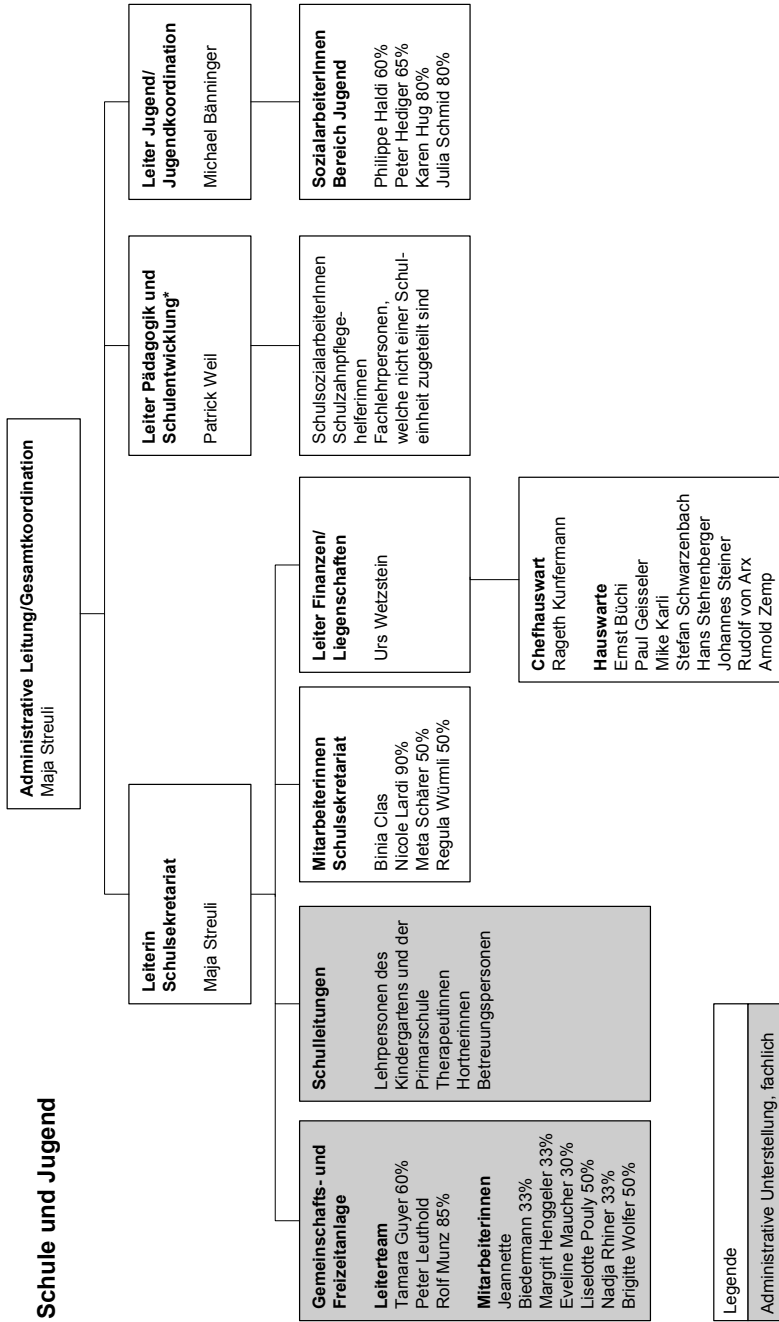 Schule und Jugend
Administrative Leitung/Gesamtkoordination
Maja Streuli
Leiterin
Schulsekretariat
Maja Streuli
Leiter Pädagogik und
Schulentwicklung*
Patrick Weil
Leiter Jugend/
Jugendkoordination
Michael Bänninger
Gemeinschafts- und
Freizeitanlage
Leiterteam
Tamara Guyer 60%
Peter Leuthold
Rolf Munz 85%
Mitarbeiterinnen
Jeannette
Biedermann 33%
Margrit Henggeler 33%
Eveline Maucher 30%
Liselotte Pouly 50%
Nadja Rhiner 33%
Brigitte Wolfer 50%
Schulleitungen
Lehrpersonen des
Kindergartens und der
Primarschule
Therapeutinnen
Hortnerinnen
Betreuungspersonen
Mitarbeiterinnen
Schulsekretariat
Binia Clas
Nicole Lardi 90%
Meta Schärer 50%
Regula Würmli 50%
Leiter Finanzen/
Liegenschaften
Urs Wetzstein
SchulsozialarbeiterInnen
Schulzahnpflege-
helferinnen
Fachlehrpersonen,
welche nicht einer Schul-
einheit zugeteilt sind
SozialarbeiterInnen
Bereich Jugend
Philippe Haldi 60%
Peter Hediger 65%
Karen Hug 80%
Julia Schmid 80%
Chefhauswart
Rageth Kunfermann
Hauswarte
Ernst Büchi
Paul Geisseler
Mike Karli
Stefan Schwarzenbach
Hans Stehrenberger
Johannes Steiner
Rudolf von Arx
Arnold Zemp
Legende
Administrative Unterstellung, fachlich